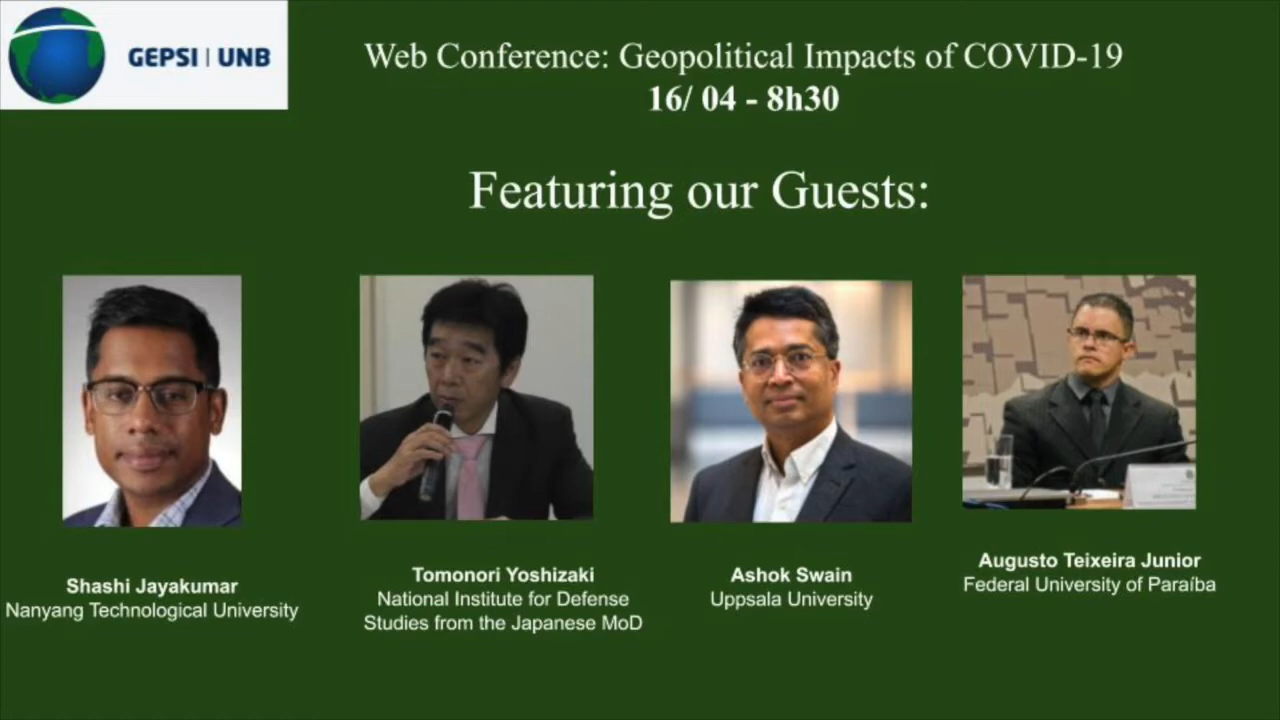 GEPSI | UNB
Web Conference: Geopolitical Impacts of COVID-19
16/ 04 - 8h30
Featuring our Guests:
Shashi Jayakumar
Nanyang Technological University
Tomonori Yoshizaki
National Institute for Defense
Studies from the Japanese MoD
Ashok Swain
Uppsala University
Augusto Teixeira Junior
Federal University of Paraíba